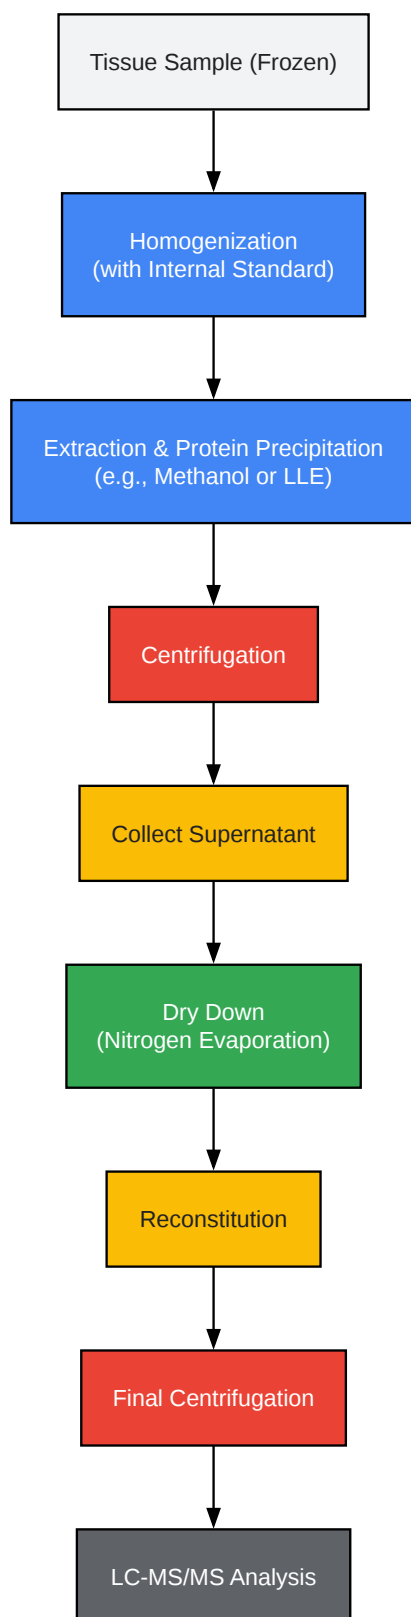 Tissue Sample (Frozen)
Homogenization
(with Internal Standard)
Extraction & Protein Precipitation
(e.g., Methanol or LLE)
Centrifugation
Collect Supernatant
Dry Down
(Nitrogen Evaporation)
Reconstitution
Final Centrifugation
LC-MS/MS Analysis